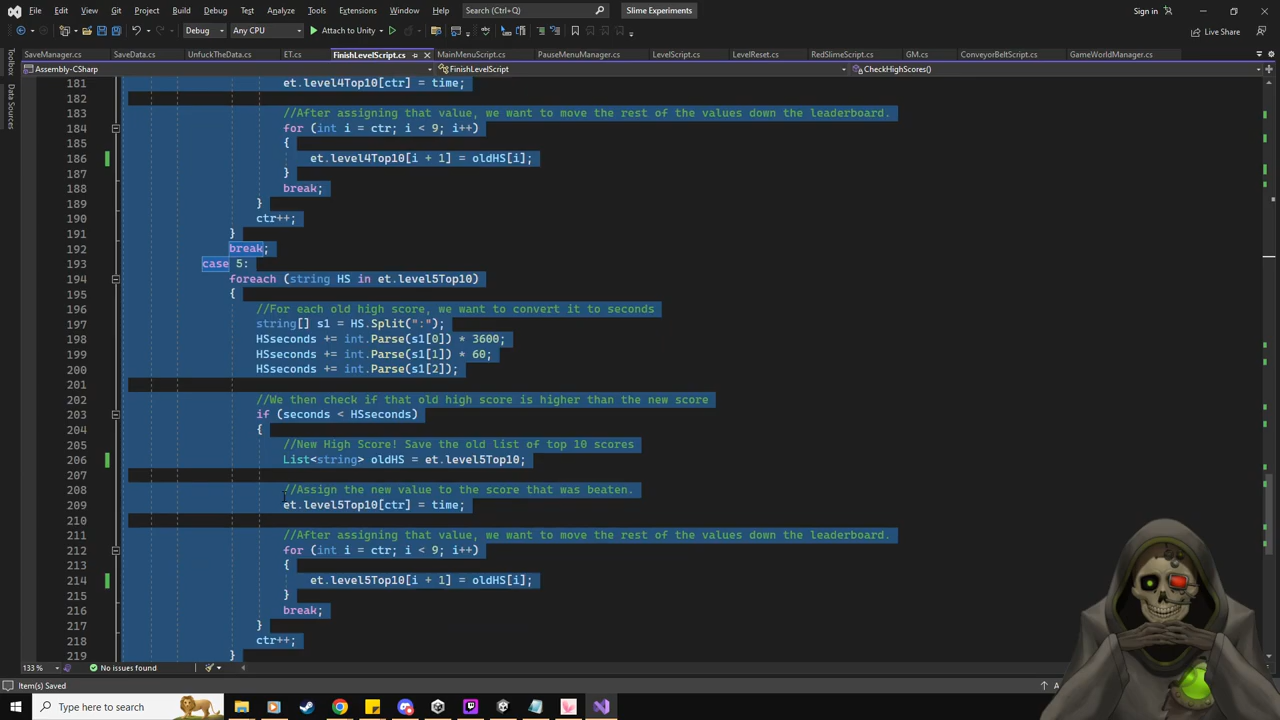 File Edit View Git Project Build Debug Test Analyze Tools Extensions Window Help Search (Ctrl+Q) Slime Experiments Sign in
Debug Any CPU Attach to Unity Live Share
SaveManager.cs SaveData.cs UnfuckTheData.cs ET.cs FinishLevelScript.cs MainMenuScript.cs PauseMenuManager.cs LevelScript.cs LevelReset.cs RedSlimeScript.cs GM.cs ConveyorBeltScript.cs GameWorldManager.cs
Assembly-CSharp FinishLevelScript CheckHighScores()
Toolbox
Data Sources
181 et.level4Top10[ctr] = time;
182
183 //After assigning that value, we want to move the rest of the values down the leaderboard.
184 for (int i = ctr; i < 9; i++)
185 {
186 et.level4Top10[i + 1] = oldHS[i];
187 }
188 break;
189 }
190 ctr++;
191 }
192 break;
193 case 5:
194 foreach (string HS in et.level5Top10)
195 {
196 //For each old high score, we want to convert it to seconds
197 string[] s1 = HS.Split(":");
198 HSseconds += int.Parse(s1[0]) * 3600;
199 HSseconds += int.Parse(s1[1]) * 60;
200 HSseconds += int.Parse(s1[2]);
201
202 //We then check if that old high score is higher than the new score
203 if (seconds < HSseconds)
204 {
205 //New High Score! Save the old list of top 10 scores
206 List<string> oldHS = et.level5Top10;
207
208 //Assign the new value to the score that was beaten.
209 et.level5Top10[ctr] = time;
210
211 //After assigning that value, we want to move the rest of the values down the leaderboard.
212 for (int i = ctr; i < 9; i++)
213 {
214 et.level5Top10[i + 1] = oldHS[i];
215 }
216 break;
217 }
218 ctr++;
219 }
133 % No issues found
Item(s) Saved
Type here to search